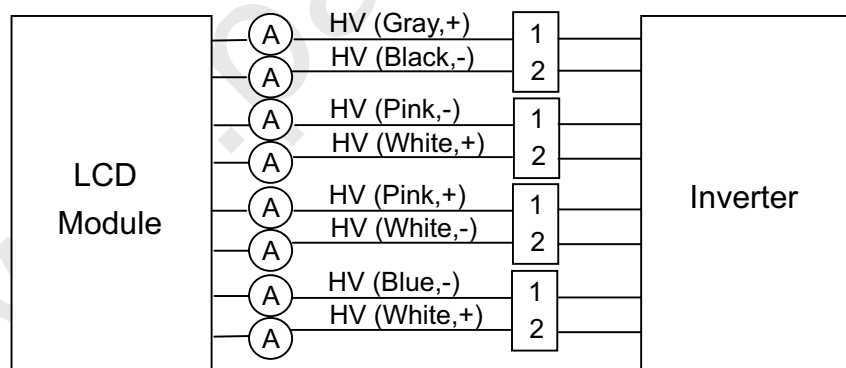 A HV (Gray,+) 1
A HV (Black,-) 2
A HV (Pink,-) 1
A HV (White,+) 2
LCD
Module
A HV (Pink,+) 1
Inverter
A HV (White,-) 2
A HV (Blue,-) 1
A HV (White,+) 2